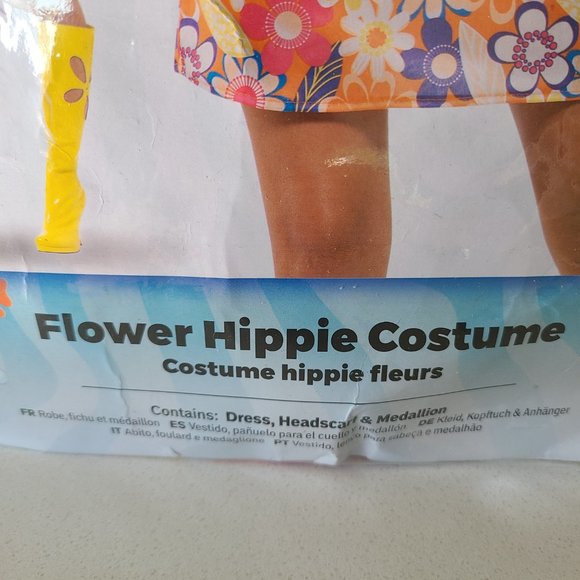 Flower Hippie Costume
Costume hippie fleurs
Contains: Dress, Headscarf & Medallion
FR Robe, fichu et médaillon ES Vestido, pañuelo para el cuello y medallón DE Kleid, Kopftuch & Anhänger
IT Abito, foulard e medaglione PT Vestido, para cabeça e medalhão